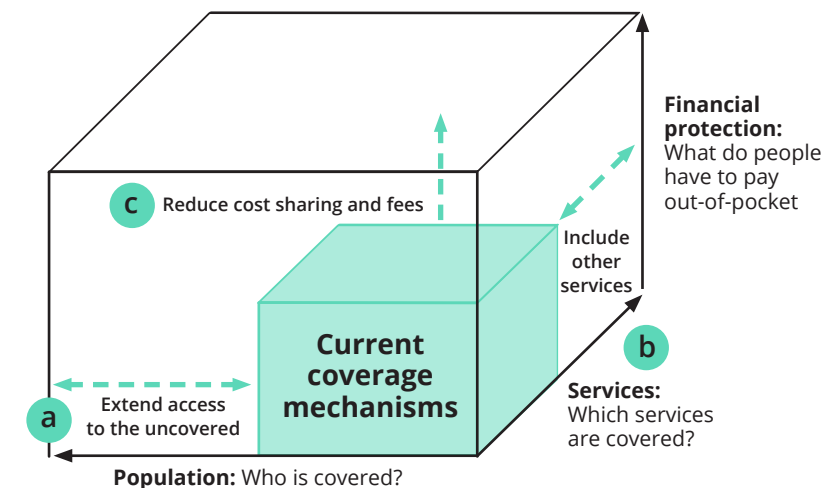 Financial
protection:
What do people
have to pay
out-of-pocket
C Reduce cost sharing and fees
Include
other
services
Current
coverage
mechanisms
b
Services:
Which services
are covered?
a
Extend access
to the uncovered
Population: Who is covered?